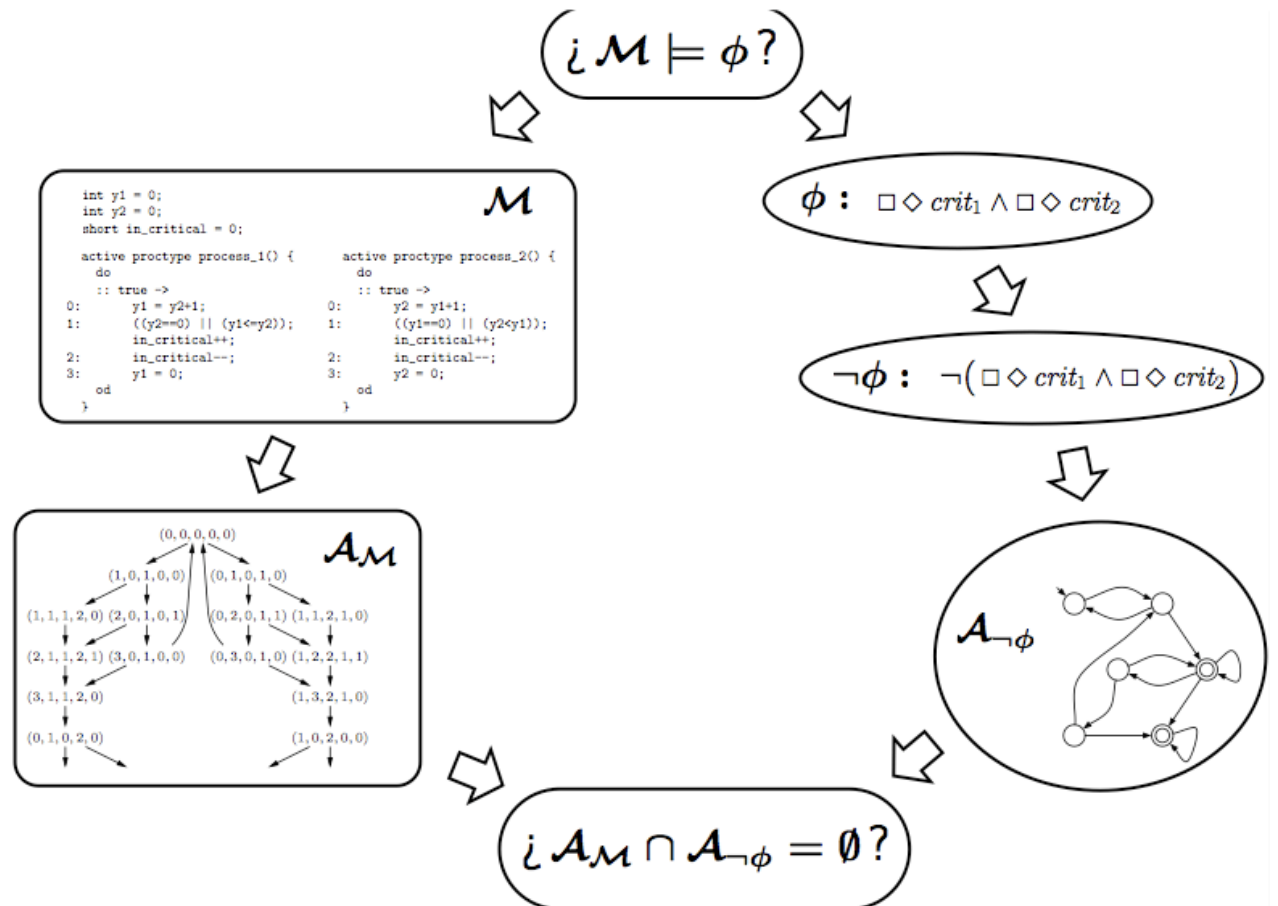 ¿ 𝓜 ⊨ ϕ ?
𝓜
int y1 = 0;
int y2 = 0;
short in_critical = 0;
active proctype process_1() {
do
:: true ->
0: y1 = y2+1;
1: ((y2==0) || (y1<=y2));
in_critical++;
2: in_critical--;
3: y1 = 0;
od
}
active proctype process_2() {
do
:: true ->
0: y2 = y1+1;
1: ((y1==0) || (y2<y1));
in_critical++;
2: in_critical--;
3: y2 = 0;
od
}
ϕ : □ ◇ crit₁ ∧ □ ◇ crit₂
¬ϕ : ¬(□ ◇ crit₁ ∧ □ ◇ crit₂)
𝓐𝓜
(0, 0, 0, 0, 0)
(1, 0, 1, 0, 0) (0, 1, 0, 1, 0)
(1, 1, 1, 2, 0) (2, 0, 1, 0, 1) (0, 2, 0, 1, 1) (1, 1, 2, 1, 0)
(2, 1, 1, 2, 1) (3, 0, 1, 0, 0) (0, 3, 0, 1, 0) (1, 2, 2, 1, 1)
(3, 1, 1, 2, 0) (1, 3, 2, 1, 0)
(0, 1, 0, 2, 0) (1, 0, 2, 0, 0)
𝓐¬ϕ
¿ 𝓐𝓜 ∩ 𝓐¬ϕ = ∅ ?